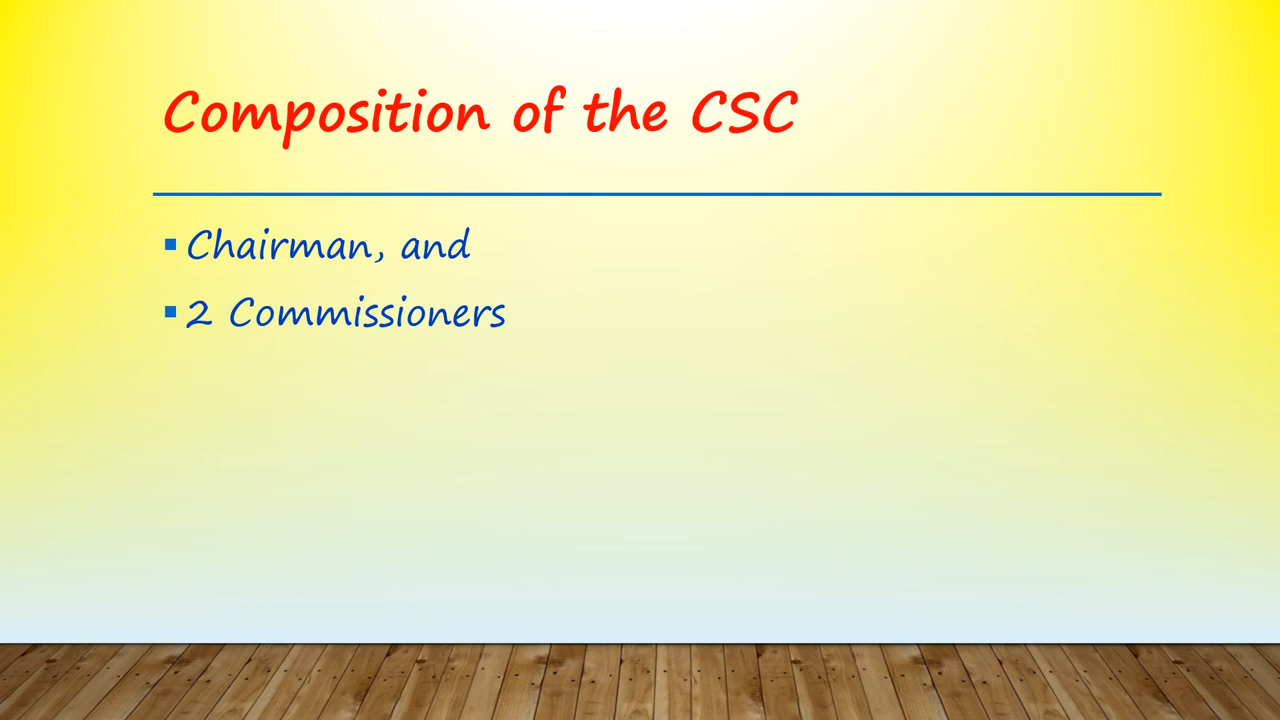 Composition of the CSC
▪ Chairman, and
▪ 2 Commissioners